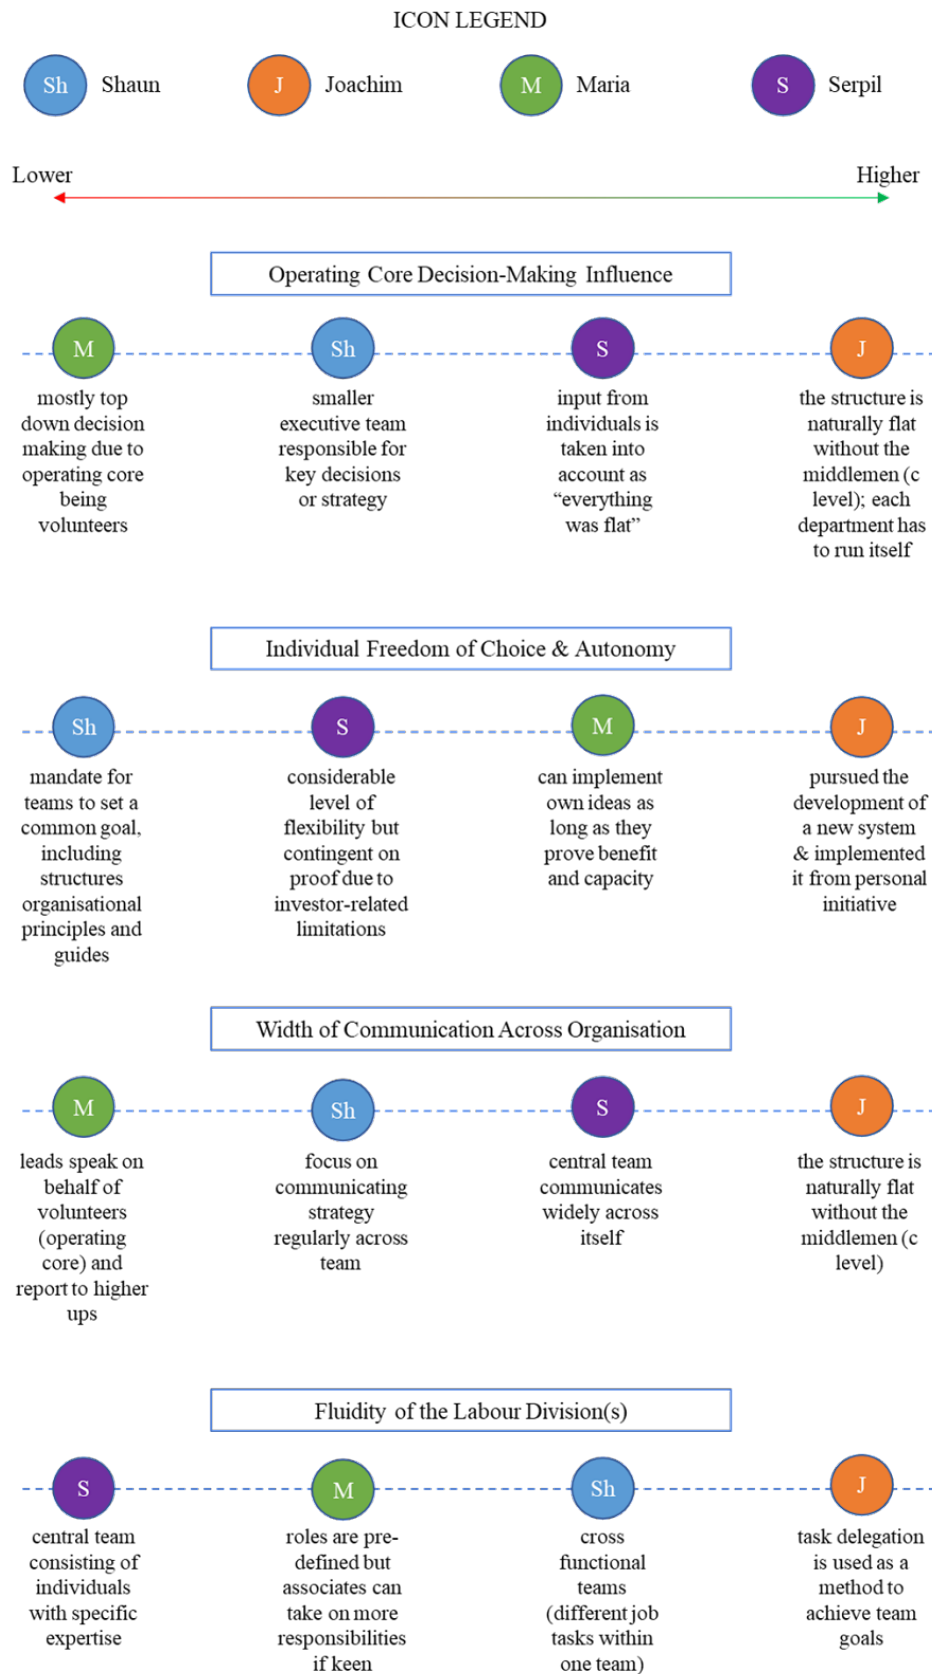 ICON LEGEND
Sh Shaun J Joachim M Maria S Serpil
Lower Higher
Operating Core Decision-Making Influence
M
mostly top
down decision
making due to
operating core
being
volunteers
Sh
smaller
executive team
responsible for
key decisions
or strategy
S
input from
individuals is
taken into
account as
“everything
was flat”
J
the structure is
naturally flat
without the
middlemen (c
level); each
department has
to run itself
Individual Freedom of Choice & Autonomy
Sh
mandate for
teams to set a
common goal,
including
structures
organisational
principles and
guides
S
considerable
level of
flexibility but
contingent on
proof due to
investor-related
limitations
M
can implement
own ideas as
long as they
prove benefit
and capacity
J
pursued the
development of
a new system
& implemented
it from personal
initiative
Width of Communication Across Organisation
M
leads speak on
behalf of
volunteers
(operating
core) and
report to higher
ups
Sh
focus on
communicating
strategy
regularly across
team
S
central team
communicates
widely across
itself
J
the structure is
naturally flat
without the
middlemen (c
level)
Fluidity of the Labour Division(s)
S
central team
consisting of
individuals
with specific
expertise
M
roles are pre-
defined but
associates can
take on more
responsibilities
if keen
Sh
cross
functional
teams
(different job
tasks within
one team)
J
task delegation
is used as a
method to
achieve team
goals